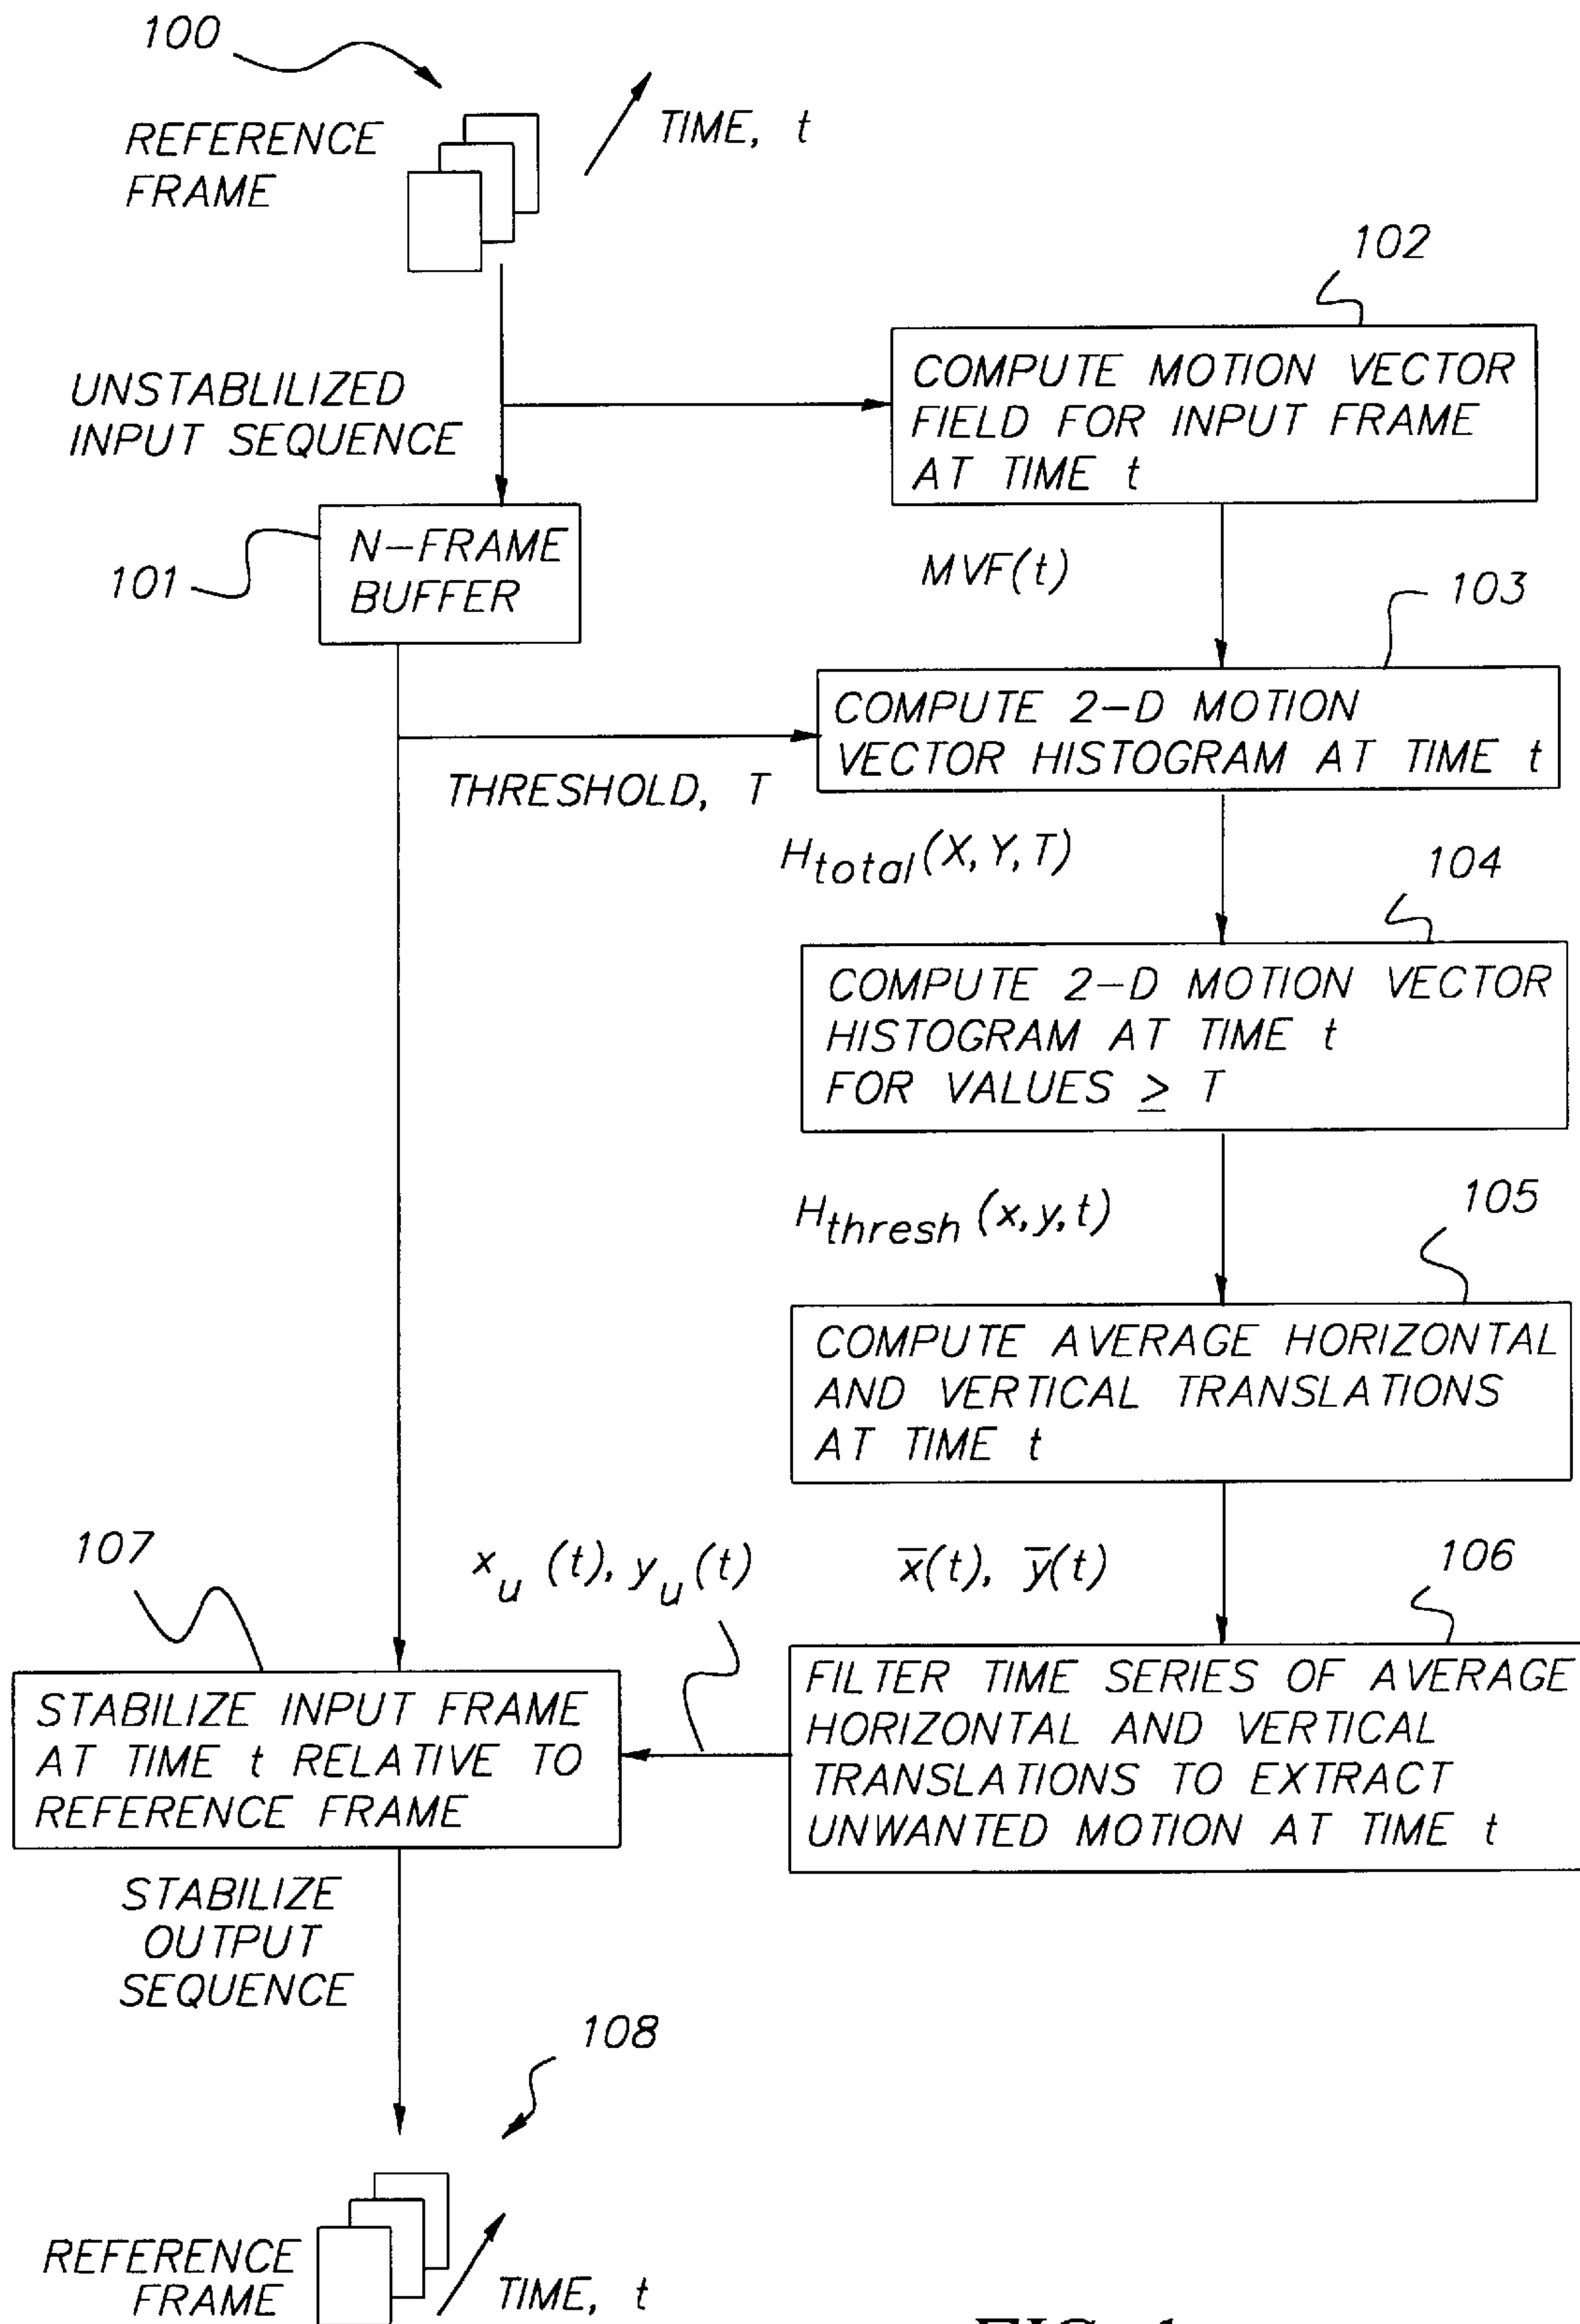 100
REFERENCE
FRAME
TIME, t
102
UNSTABLILIZED
INPUT SEQUENCE
COMPUTE MOTION VECTOR
FIELD FOR INPUT FRAME
AT TIME t
101
N-FRAME
BUFFER
MVF(t)
103
COMPUTE 2-D MOTION
VECTOR HISTOGRAM AT TIME t
THRESHOLD, T
H_total(X, Y, T)
104
COMPUTE 2-D MOTION VECTOR
HISTOGRAM AT TIME t
FOR VALUES ≥ T
H_thresh (x, y, t)
105
COMPUTE AVERAGE HORIZONTAL
AND VERTICAL TRANSLATIONS
AT TIME t
107
x_u (t), y_u (t)
x̅(t), y̅(t)
106
STABILIZE INPUT FRAME
AT TIME t RELATIVE TO
REFERENCE FRAME
FILTER TIME SERIES OF AVERAGE
HORIZONTAL AND VERTICAL
TRANSLATIONS TO EXTRACT
UNWANTED MOTION AT TIME t
STABILIZE
OUTPUT
SEQUENCE
108
REFERENCE
FRAME
TIME, t